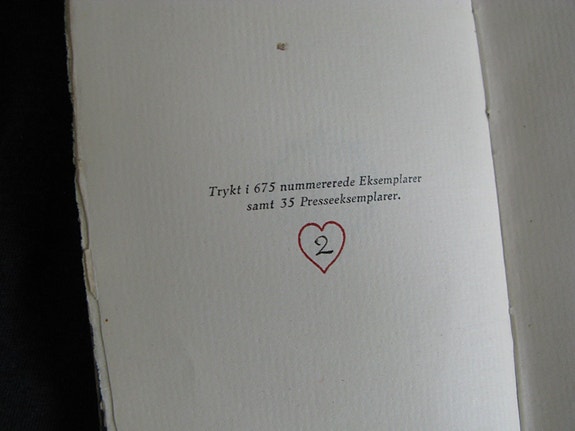 Trykt i 675 nummererede Eksemplarer
samt 35 Presseeksemplarer.
2